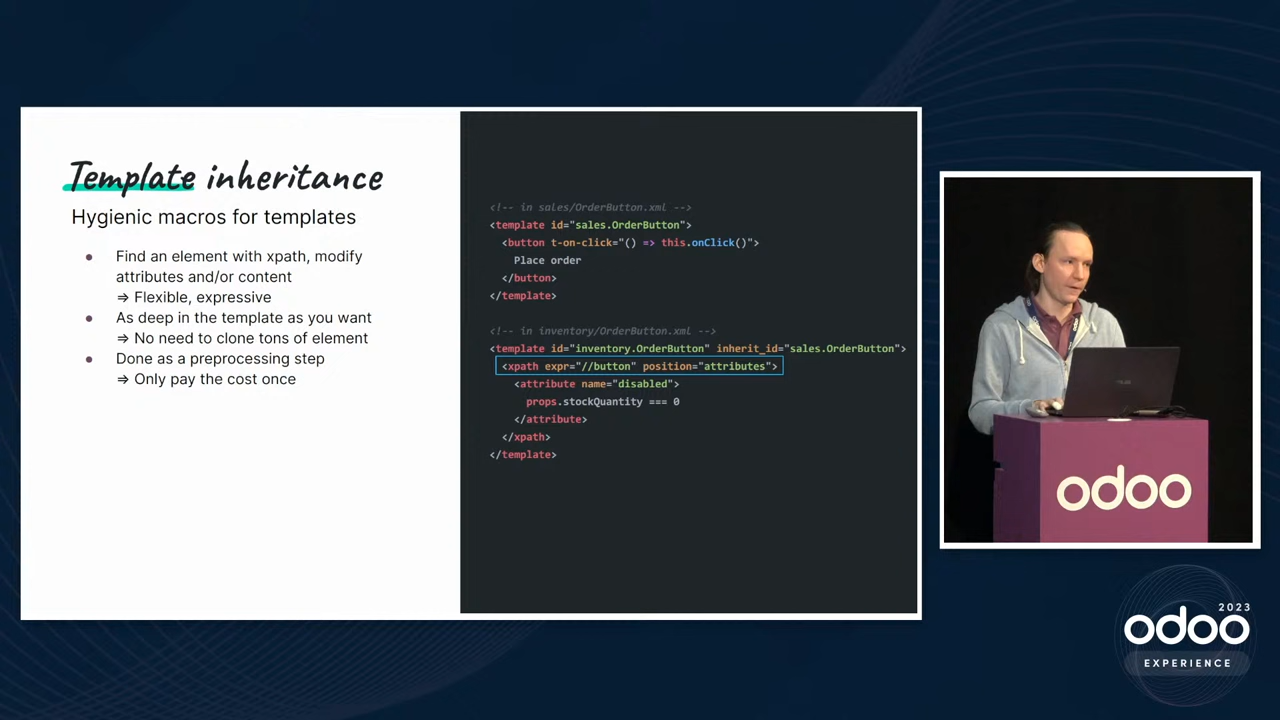 Template inheritance
Hygienic macros for templates
● Find an element with xpath, modify
attributes and/or content
⇒ Flexible, expressive
● As deep in the template as you want
⇒ No need to clone tons of element
● Done as a preprocessing step
⇒ Only pay the cost once
<!-- in sales/OrderButton.xml -->
<template id="sales.OrderButton">
<button t-on-click="() => this.onClick()">
Place order
</button>
</template>
<!-- in inventory/OrderButton.xml -->
<template id="inventory.OrderButton" inherit_id="sales.OrderButton">
<xpath expr="//button" position="attributes">
<attribute name="disabled">
props.stockQuantity === 0
</attribute>
</xpath>
</template>
odoo
2023
odoo
EXPERIENCE